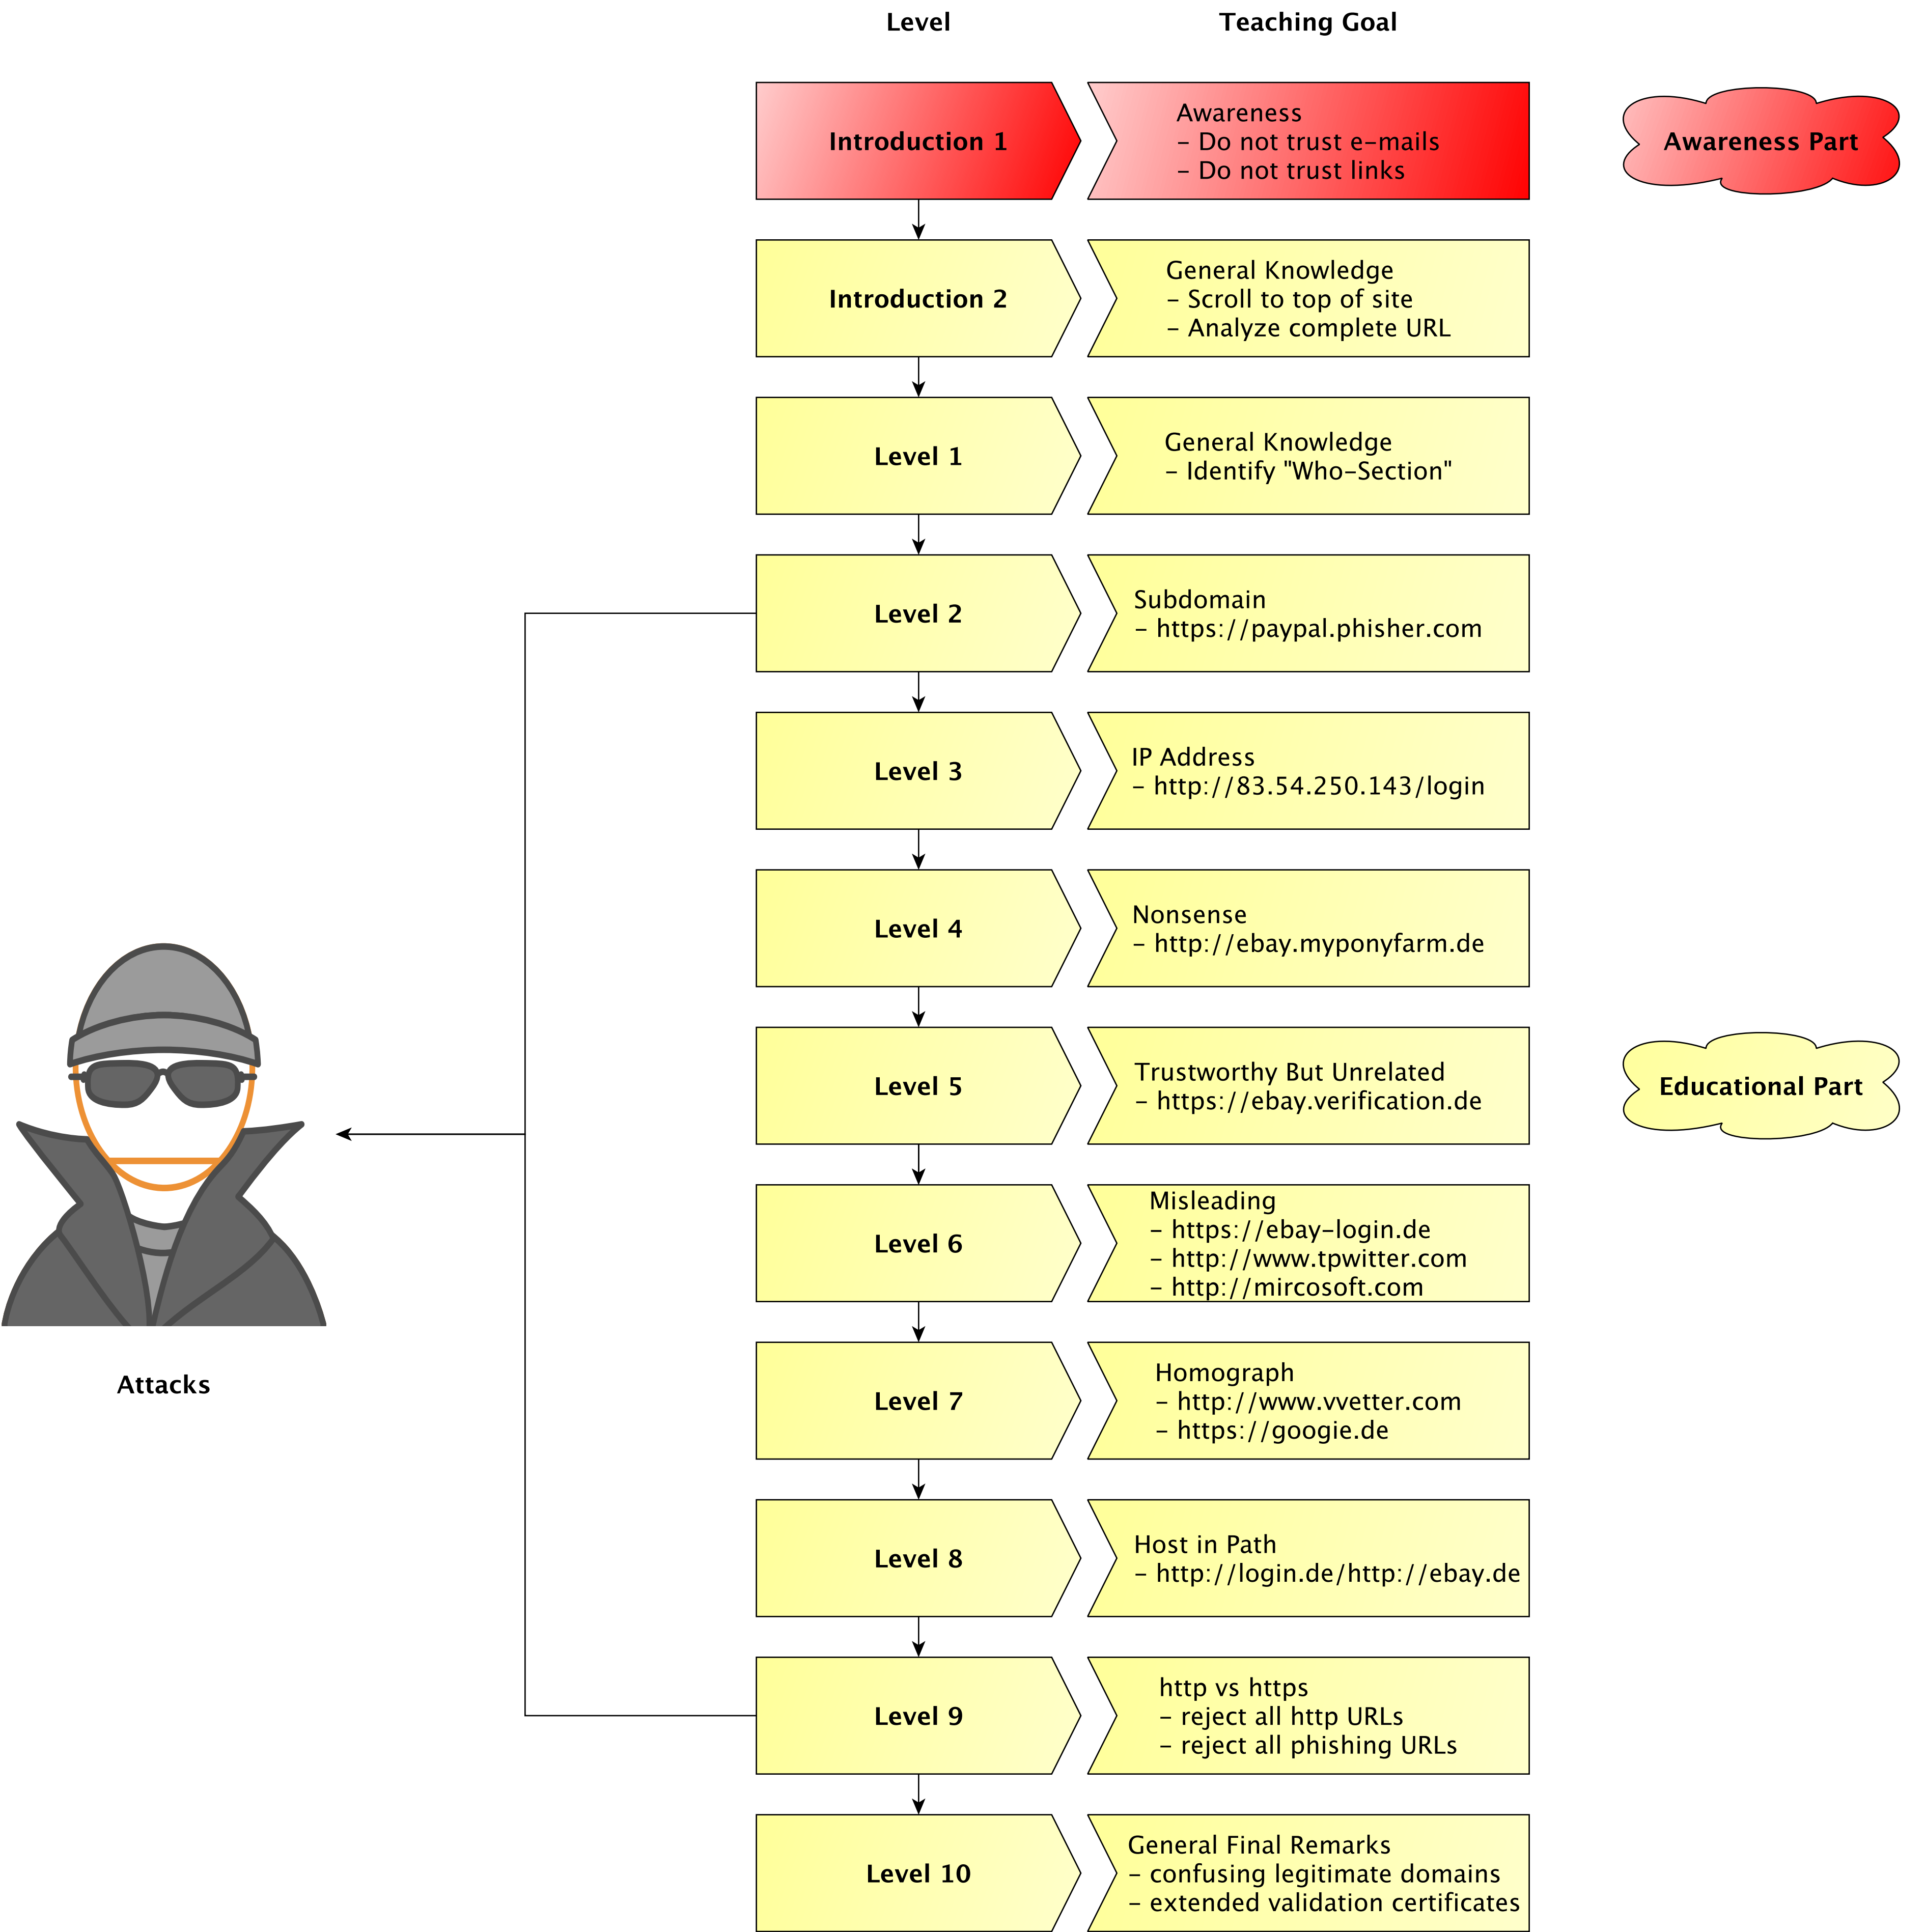 Level
Teaching Goal
Introduction 1
Awareness
- Do not trust e-mails
- Do not trust links
Awareness Part
Introduction 2
General Knowledge
- Scroll to top of site
- Analyze complete URL
Level 1
General Knowledge
- Identify "Who-Section"
Level 2
Subdomain
- https://paypal.phisher.com
Level 3
IP Address
- http://83.54.250.143/login
Level 4
Nonsense
- http://ebay.myponyfarm.de
Level 5
Trustworthy But Unrelated
- https://ebay.verification.de
Educational Part
Level 6
Misleading
- https://ebay-login.de
- http://www.tpwitter.com
- http://mircosoft.com
Attacks
Level 7
Homograph
- http://www.vvetter.com
- https://googie.de
Level 8
Host in Path
- http://login.de/http://ebay.de
Level 9
http vs https
- reject all http URLs
- reject all phishing URLs
Level 10
General Final Remarks
- confusing legitimate domains
- extended validation certificates